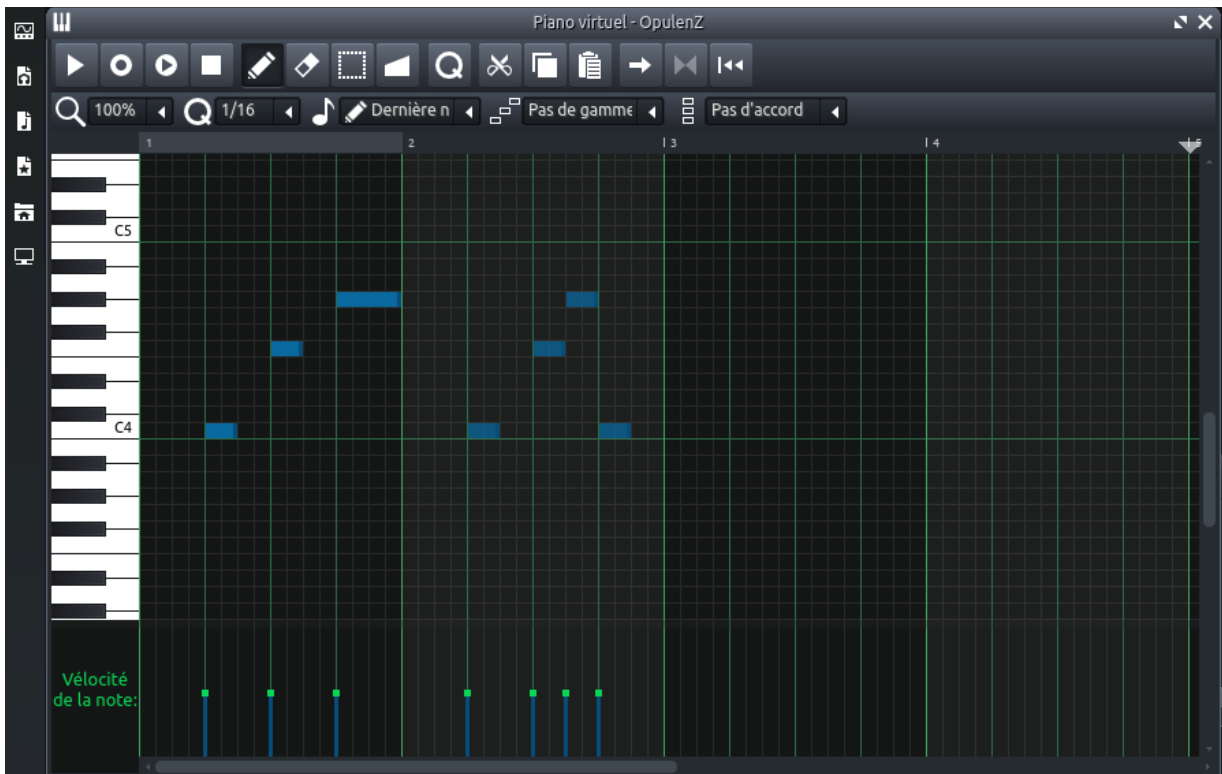 Piano virtuel - OpulenZ
100% 1/16 Dernière n Pas de gamme Pas d'accord
1 2 3 4 5
C5
C4
Vélocité
de la note: